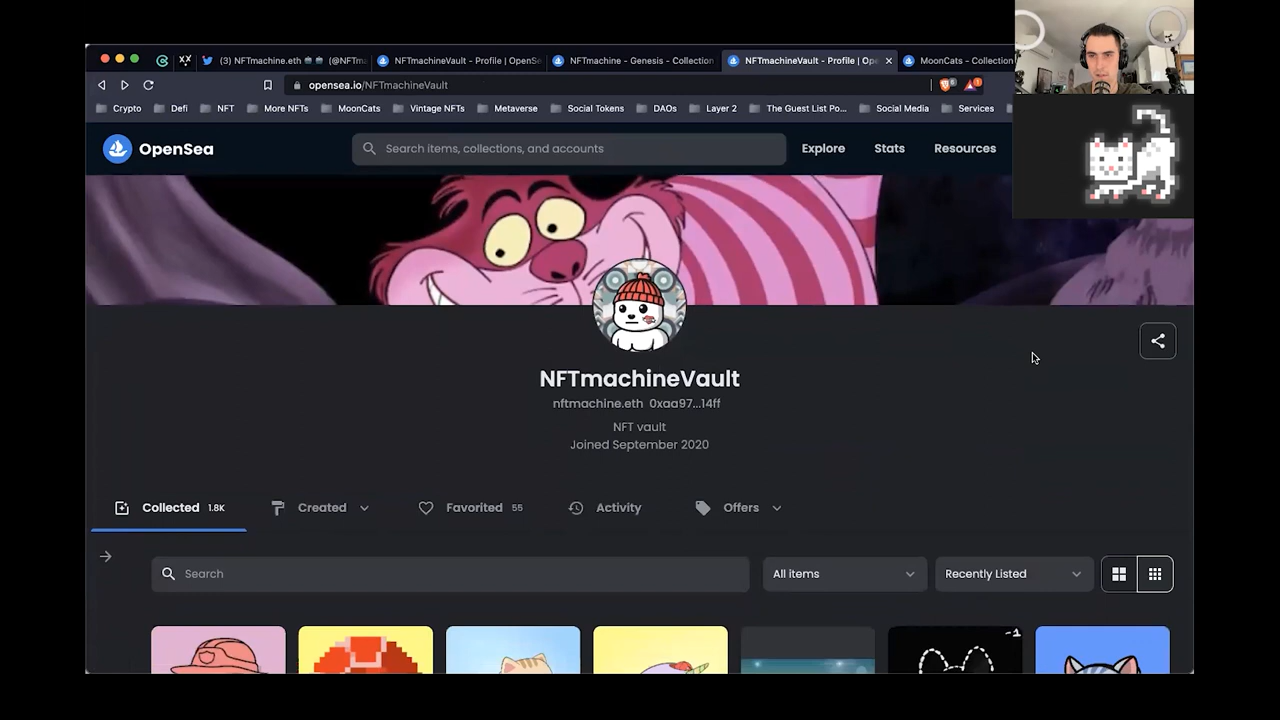 (3) NFTmachine.eth (@NFTma
NFTmachineVault - Profile | OpenSe
NFTmachine - Genesis - Collection
NFTmachineVault - Profile | Ope
MoonCats - Collection
opensea.io/NFTmachineVault
Crypto Defi NFT More NFTs MoonCats Vintage NFTs Metaverse Social Tokens DAOs Layer 2 The Guest List Po... Social Media Services
OpenSea
Search items, collections, and accounts
Explore Stats Resources
NFTmachineVault
nftmachine.eth 0xaa97...14ff
NFT vault
Joined September 2020
Collected 1.8K Created Favorited 55 Activity Offers
Search All items Recently Listed
-1